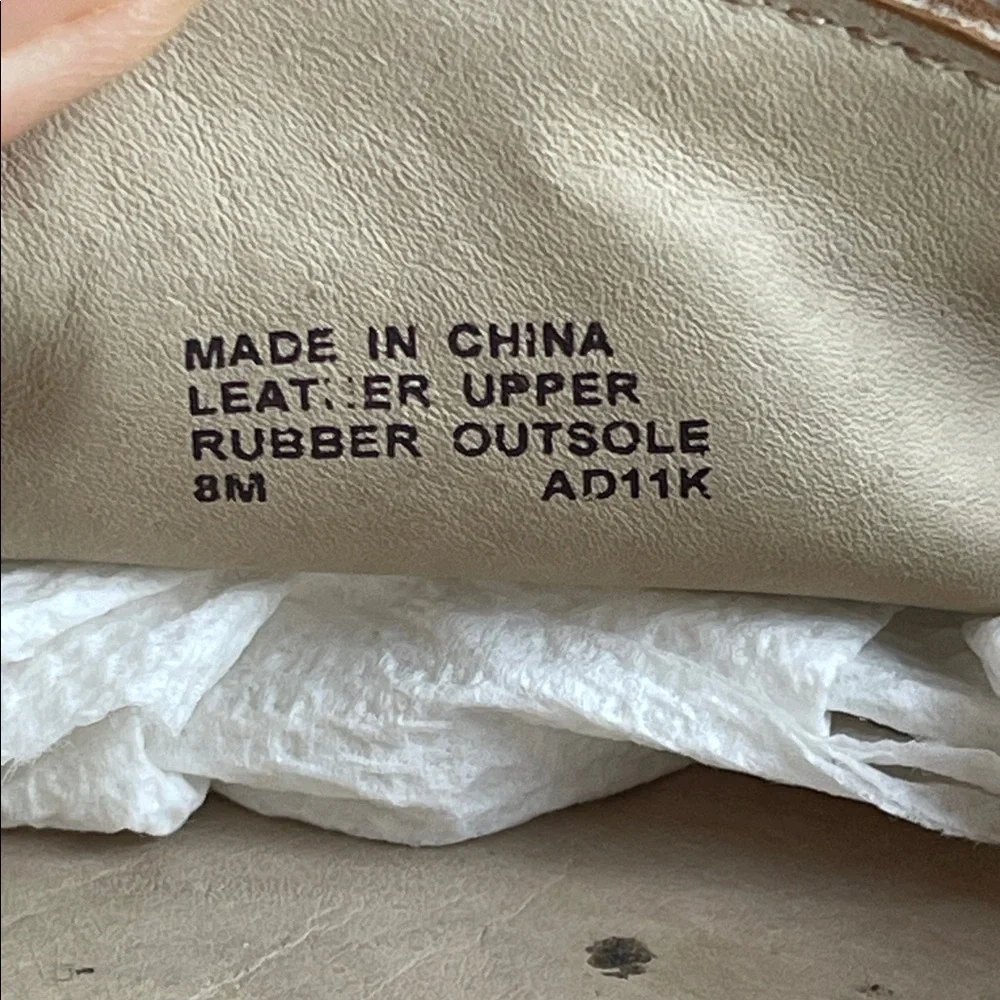 MADE IN CHINA
LEATHER UPPER
RUBBER OUTSOLE
8M AD11K